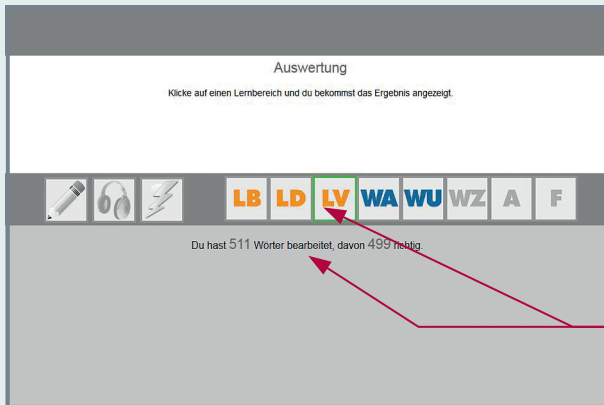 Auswertung
Klicke auf einen Lernbereich und du bekommst das Ergebnis angezeigt.
LB LD LV WA WU WZ A F
Du hast 511 Wörter bearbeitet, davon 499 richtig.